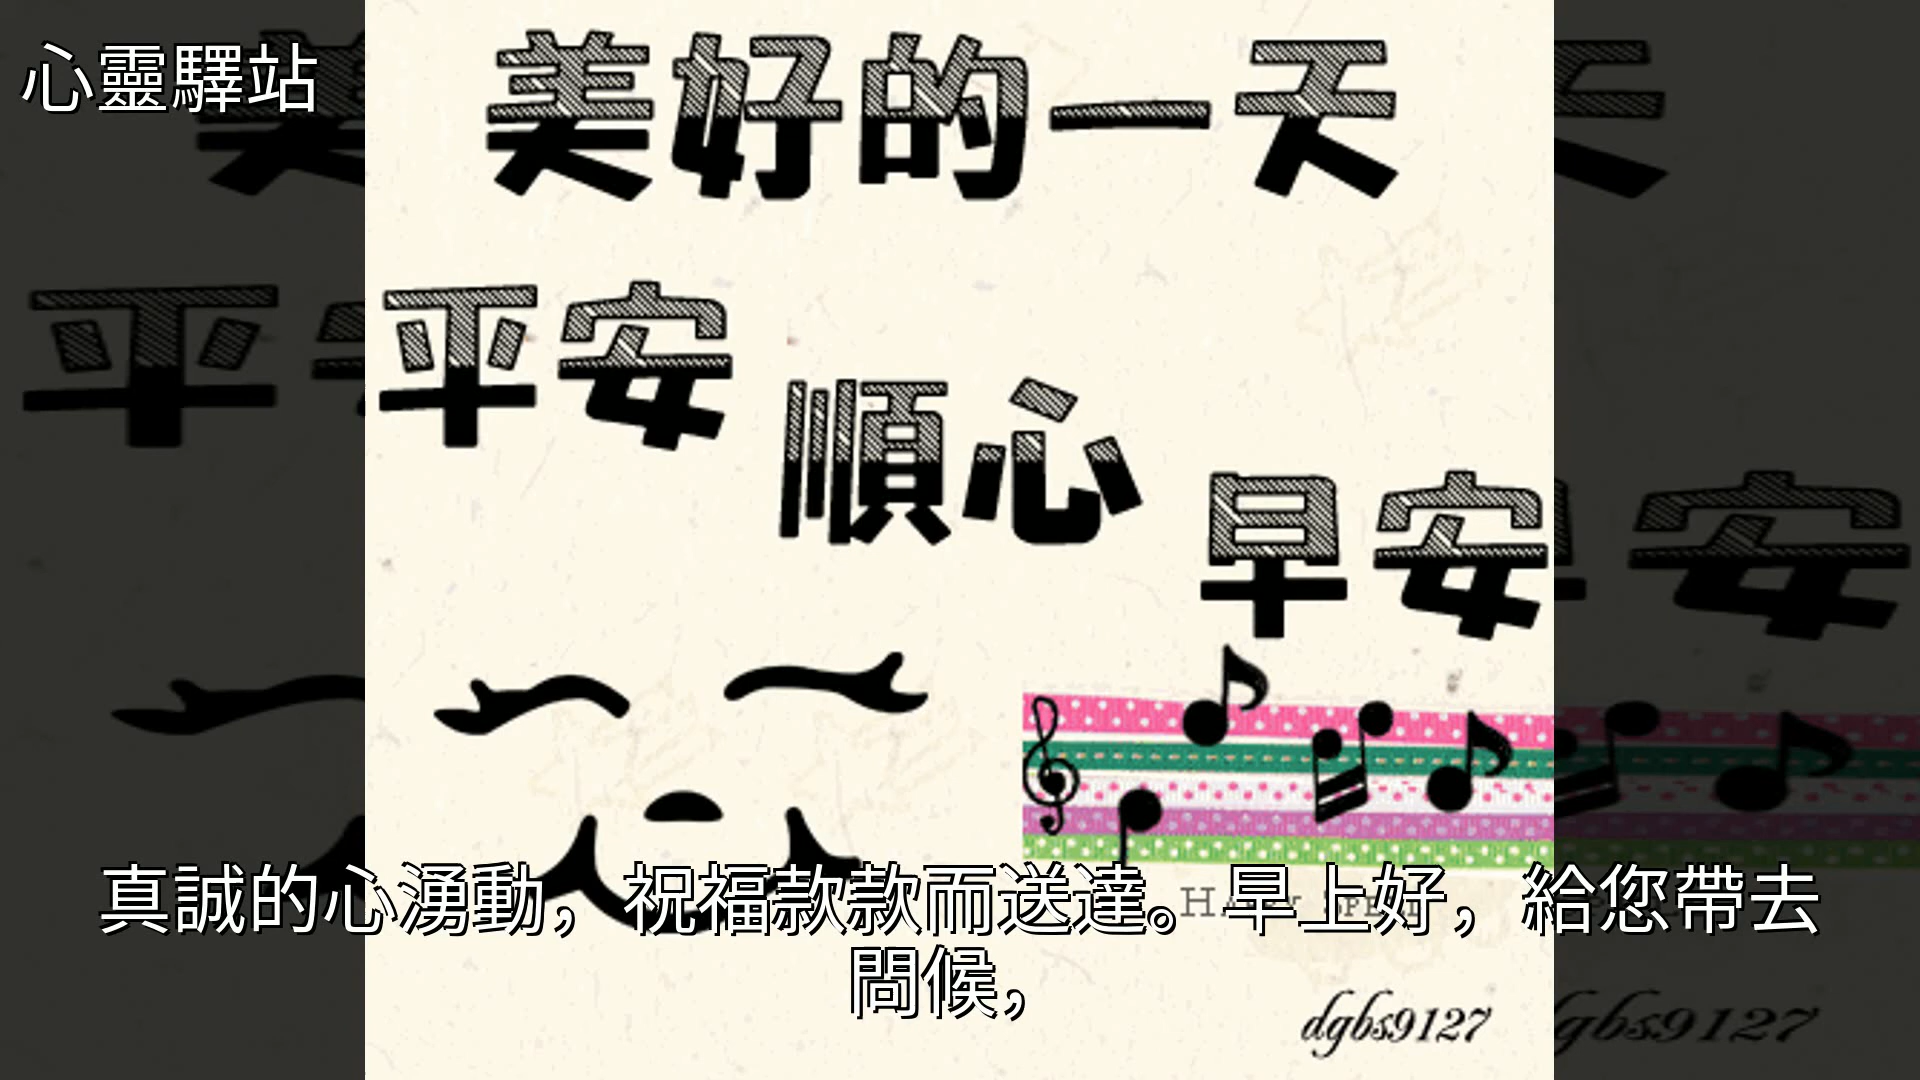 心靈驛站
美好的一天
平安
順心
早安
真誠的心湧動，祝福款款而送達。早上好，給您帶去
問候，
dgbs9127